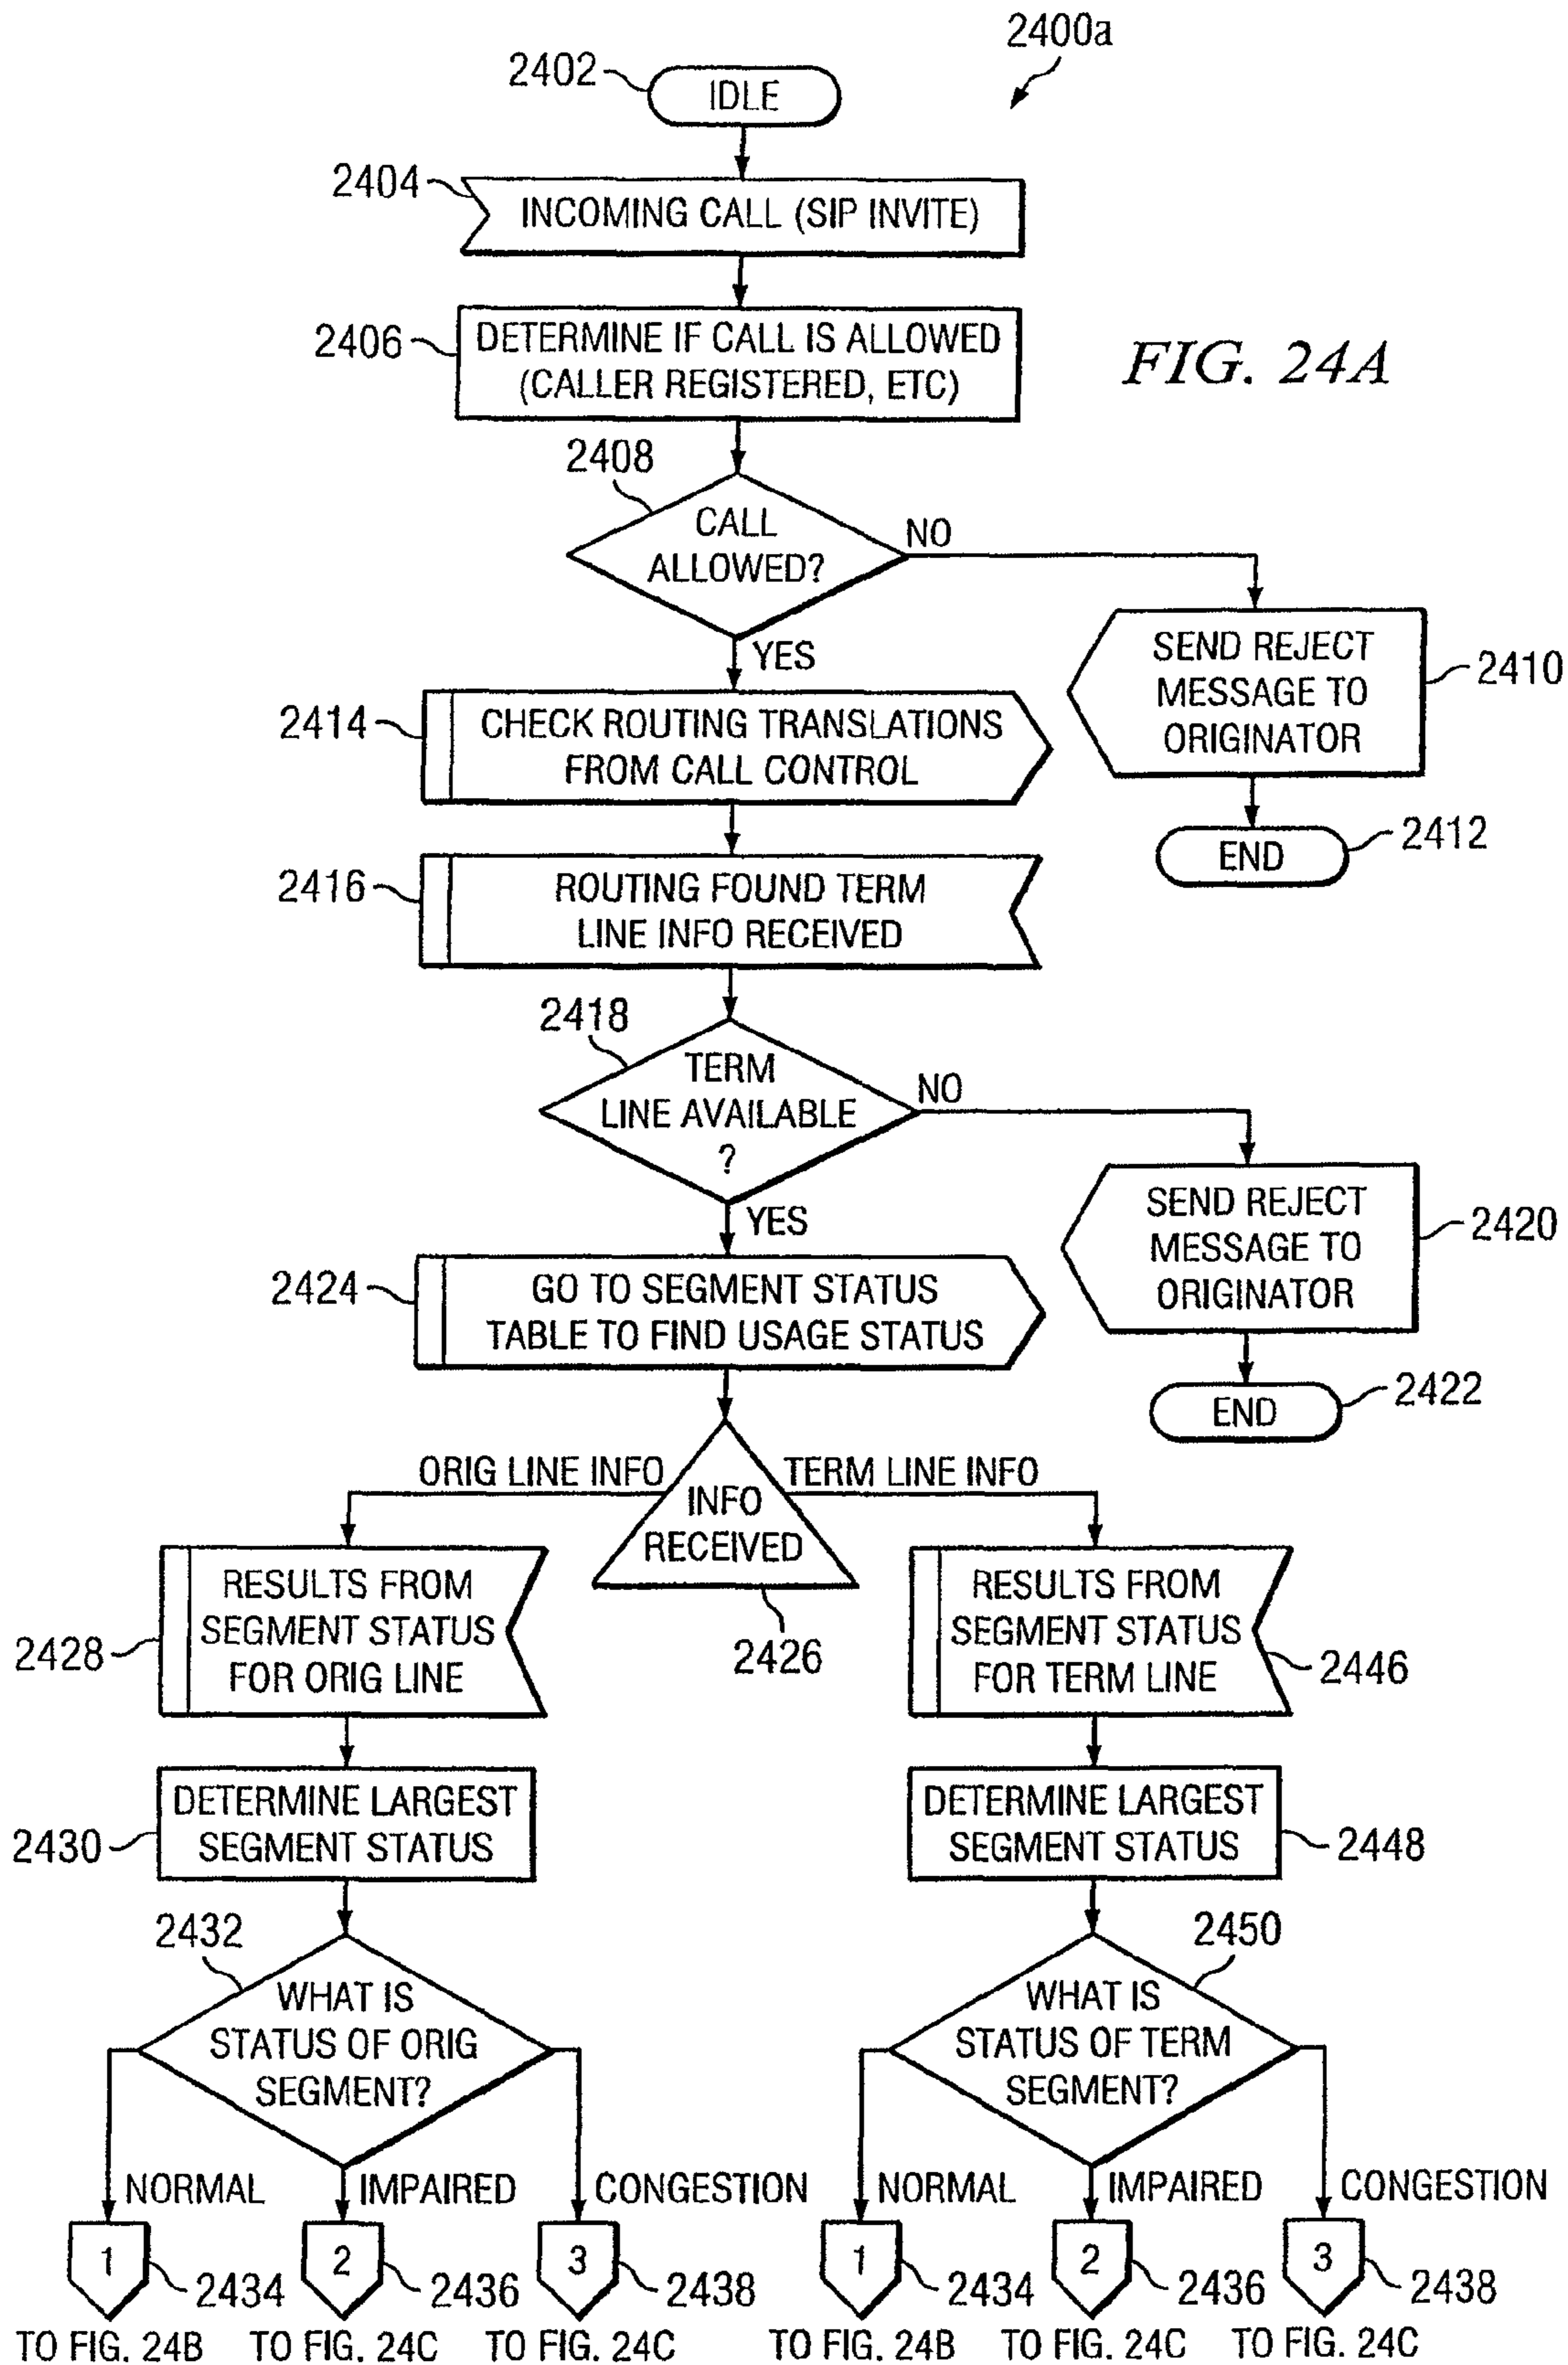 2400a
2402
IDLE
2404
INCOMING CALL (SIP INVITE)
2406
DETERMINE IF CALL IS ALLOWED
(CALLER REGISTERED, ETC)
FIG. 24A
2408
CALL
ALLOWED?
NO
YES
SEND REJECT
MESSAGE TO
ORIGINATOR
2410
2414
CHECK ROUTING TRANSLATIONS
FROM CALL CONTROL
END
2412
2416
ROUTING FOUND TERM
LINE INFO RECEIVED
2418
TERM
LINE AVAILABLE
?
NO
YES
SEND REJECT
MESSAGE TO
ORIGINATOR
2420
2424
GO TO SEGMENT STATUS
TABLE TO FIND USAGE STATUS
END
2422
ORIG LINE INFO
TERM LINE INFO
INFO
RECEIVED
2426
RESULTS FROM
SEGMENT STATUS
FOR ORIG LINE
2428
RESULTS FROM
SEGMENT STATUS
FOR TERM LINE
2446
DETERMINE LARGEST
SEGMENT STATUS
2430
DETERMINE LARGEST
SEGMENT STATUS
2448
2432
WHAT IS
STATUS OF ORIG
SEGMENT?
2450
WHAT IS
STATUS OF TERM
SEGMENT?
NORMAL
IMPAIRED
CONGESTION
NORMAL
IMPAIRED
CONGESTION
1
2434
2
2436
3
2438
1
2434
2
2436
3
2438
TO FIG. 24B
TO FIG. 24C
TO FIG. 24C
TO FIG. 24B
TO FIG. 24C
TO FIG. 24C